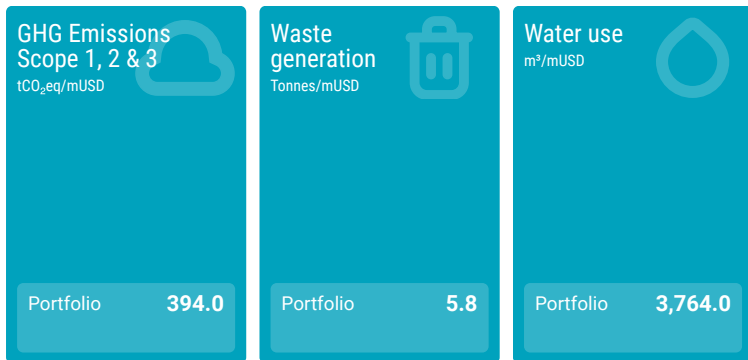 GHG Emissions
Scope 1, 2 & 3
tCO₂eq/mUSD
Portfolio 394.0
Waste
generation
Tonnes/mUSD
Portfolio 5.8
Water use
m³/mUSD
Portfolio 3,764.0